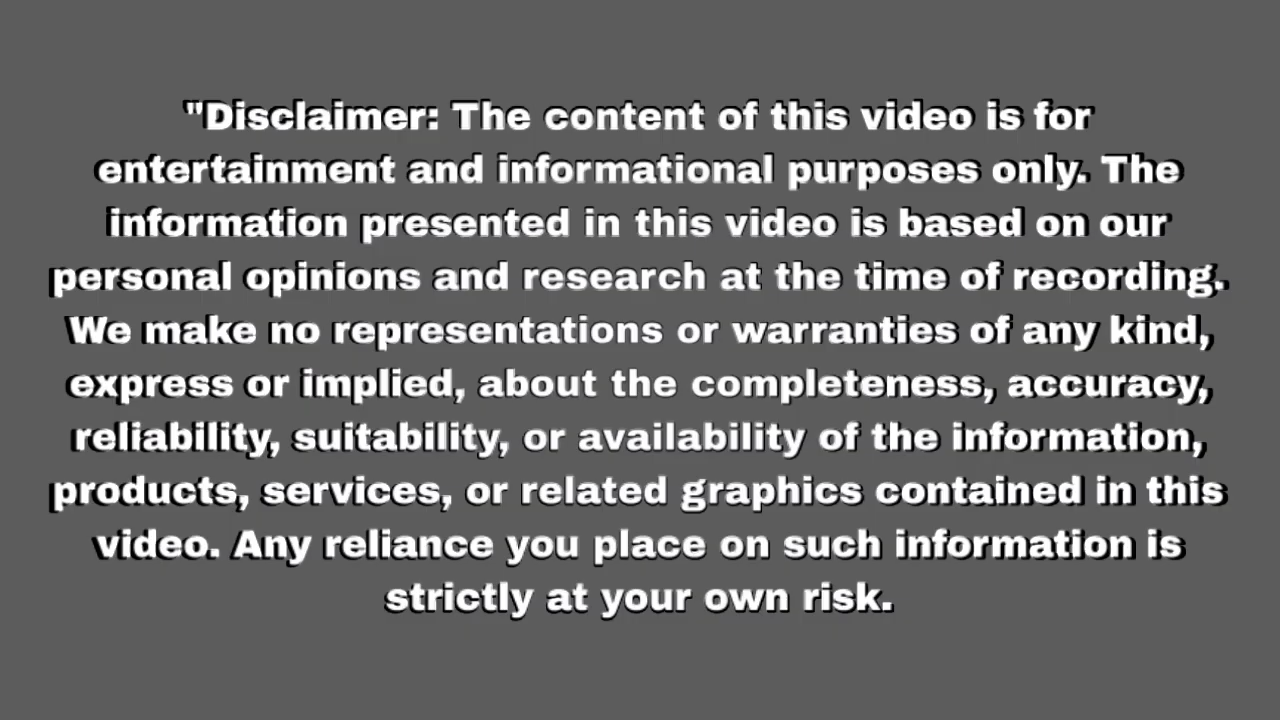 "Disclaimer: The content of this video is for
entertainment and informational purposes only. The
information presented in this video is based on our
personal opinions and research at the time of recording.
We make no representations or warranties of any kind,
express or implied, about the completeness, accuracy,
reliability, suitability, or availability of the information,
products, services, or related graphics contained in this
video. Any reliance you place on such information is
strictly at your own risk.